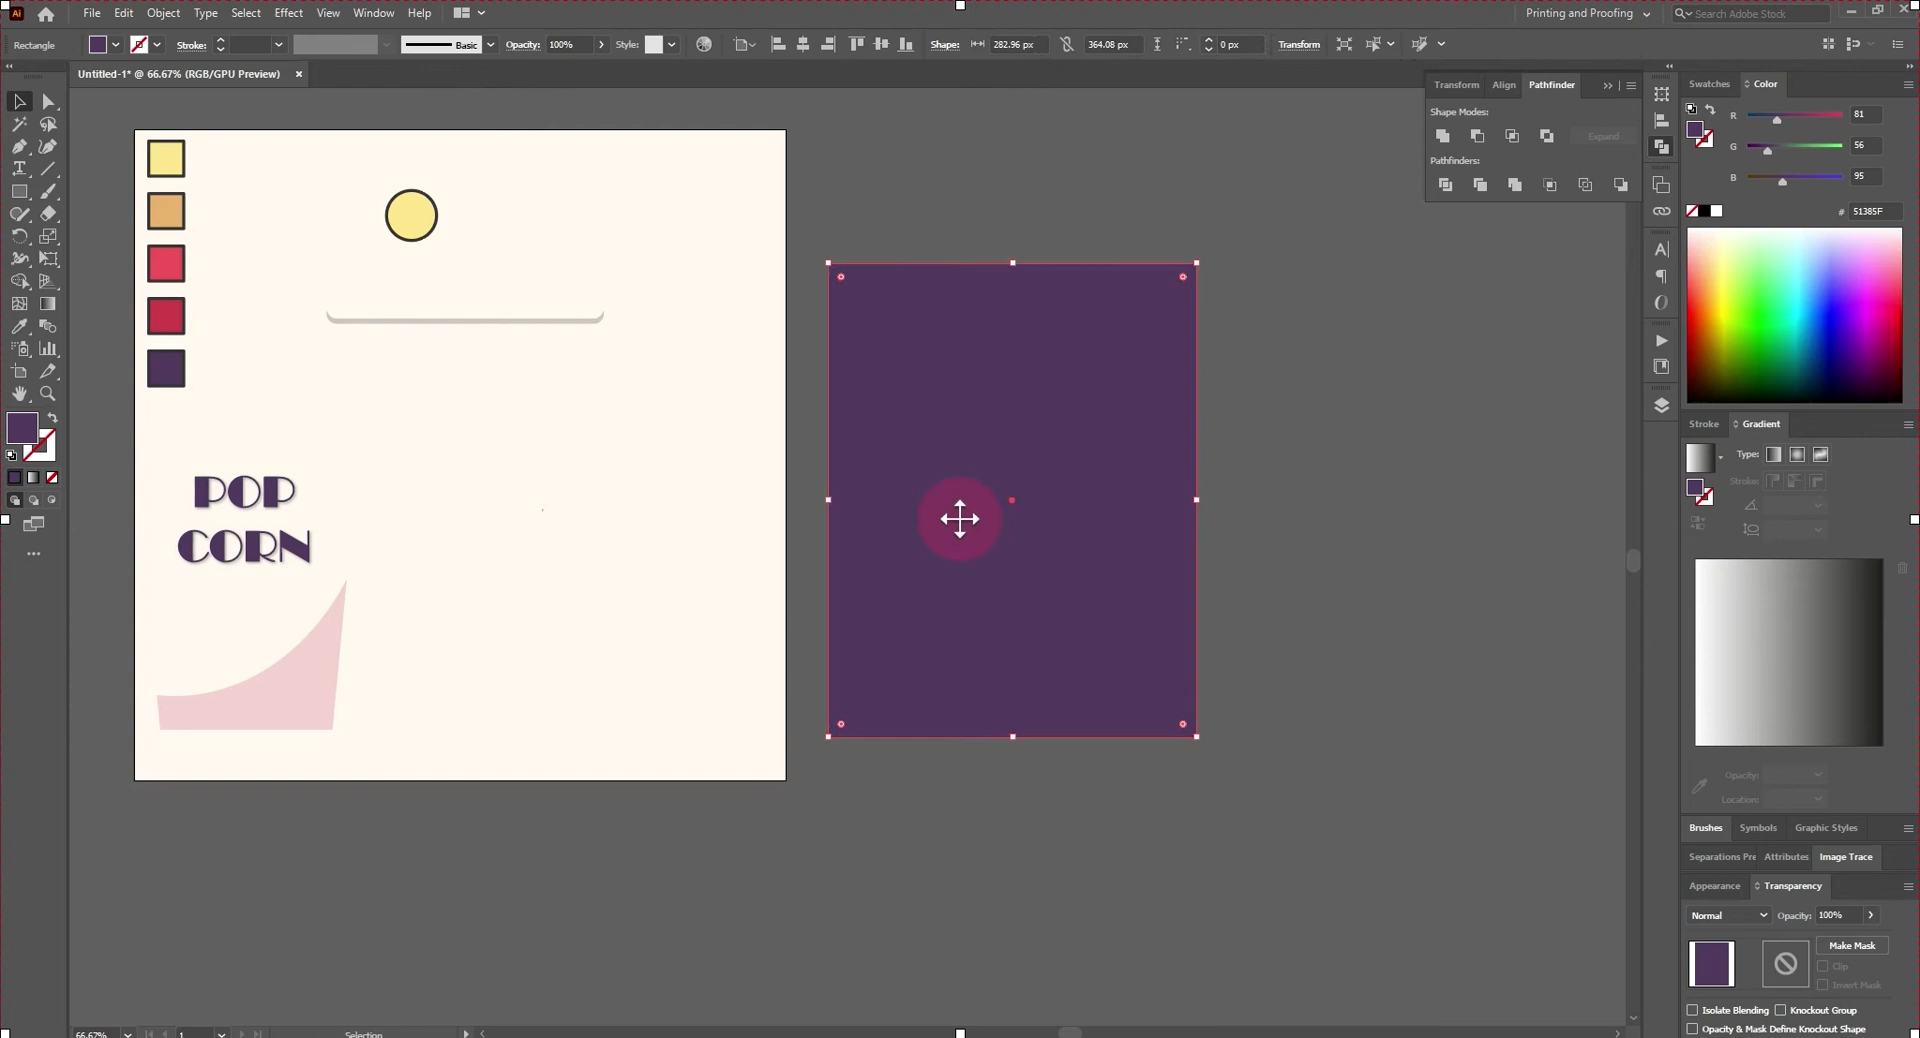 Ai File Edit Object Type Select Effect View Window Help Printing and Proofing Search Adobe Stock
Rectangle Stroke: Basic Opacity: 100% Style: Shape: 282.96 px 364.08 px 0 px Transform
Untitled-1* @ 66.67% (RGB/GPU Preview) ×
Transform Align Pathfinder
Shape Modes:
Expand
Pathfinders:
Swatches Color
R 81
G 56
B 95
# 51385F
POP
CORN
Stroke Gradient
Type:
Stroke:
Opacity:
Location:
Brushes Symbols Graphic Styles
Separations Pre Attributes Image Trace
Appearance Transparency
Normal Opacity: 100%
Make Mask
Clip
Invert Mask
Isolate Blending Knockout Group
Opacity & Mask Define Knockout Shape
66.67% 1 Selection